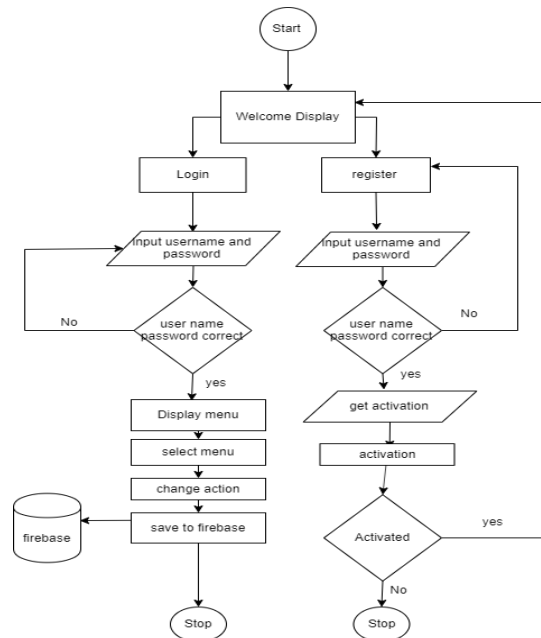 Start
Welcome Display
Login
register
input username and
password
input username and
password
No
user name
password correct
No
user name
password correct
yes
yes
Display menu
get activation
select menu
activation
change action
save to firebase
firebase
Activated
yes
No
Stop
Stop